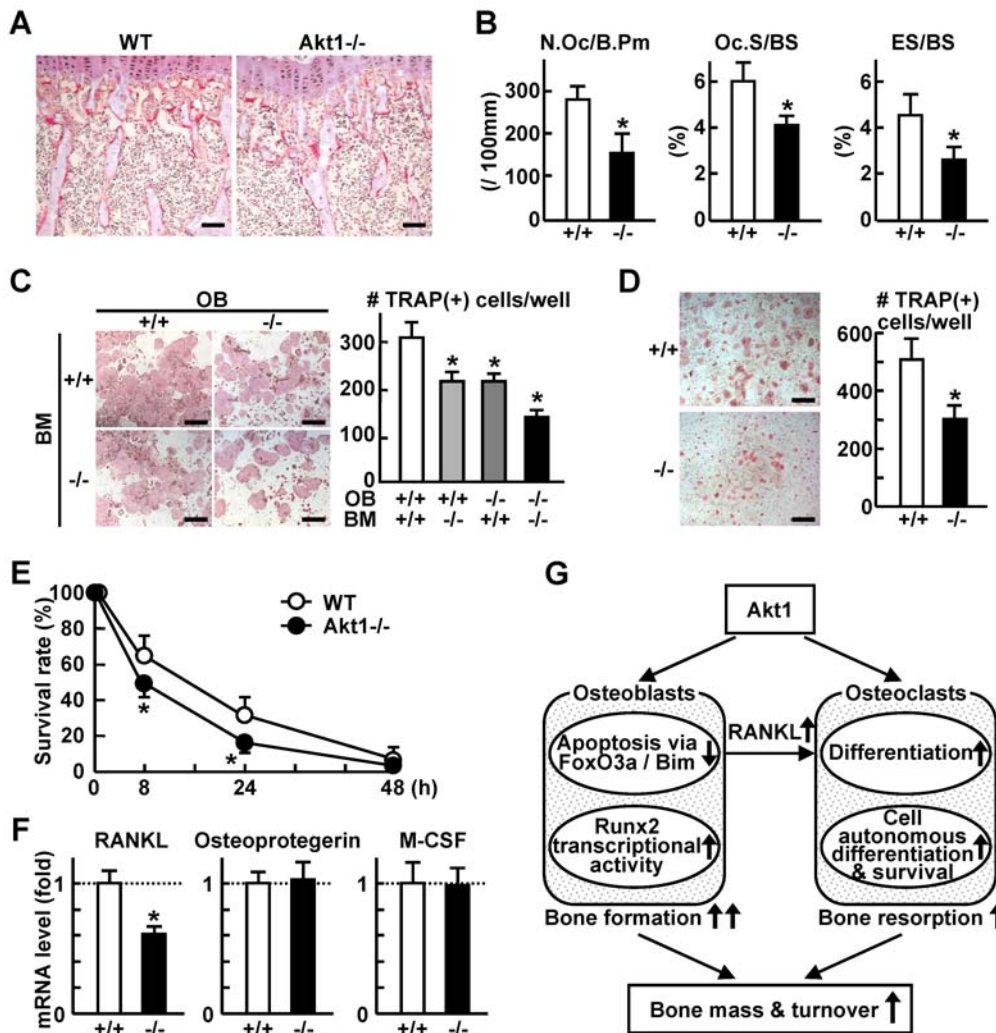 A
WT
Akt1-/-
B
N.Oc/B.Pm
Oc.S/BS
ES/BS
(/ 100mm)
300
200
100
0
+/+ -/-
(%)
6
4
2
0
+/+ -/-
(%)
6
4
2
0
+/+ -/-
C
OB
+/+ -/-
BM
+/+
-/-
# TRAP(+) cells/well
300
200
100
0
OB +/+ +/+ -/- -/-
BM +/+ -/- +/+ -/-
* * *
D
+/+
-/-
# TRAP(+)
cells/well
600
400
600
200
0
+/+ -/-
*
E
Survival rate (%)
100
80
60
40
20
0
0 8 24 48 (h)
WT
Akt1-/-
* *
F
mRNA level (fold)
RANKL
Osteoprotegerin
M-CSF
1
0
+/+ -/-
*
1
0
+/+ -/-
1
0
+/+ -/-
G
Akt1
Osteoblasts
Osteoclasts
Apoptosis via
FoxO3a / Bim
RANKL
Differentiation
Runx2
transcriptional
activity
Cell
autonomous
differentiation
& survival
Bone formation
Bone resorption
Bone mass & turnover